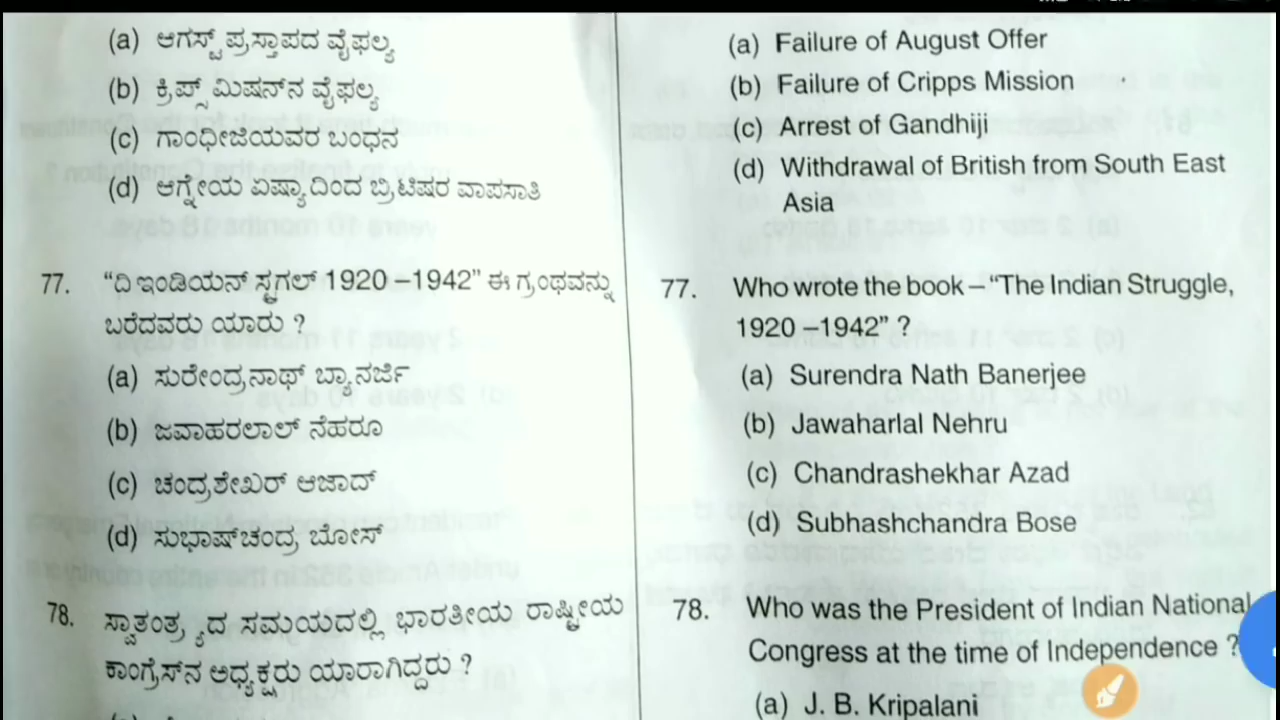 (a) ಆಗಸ್ಟ್ ಪ್ರಸ್ತಾಪದ ವೈಫಲ್ಯ
(b) ಕ್ರಿಪ್ಸ್ ಮಿಷನ್‌ನ ವೈಫಲ್ಯ
(c) ಗಾಂಧೀಜಿಯವರ ಬಂಧನ
(d) ಆಗ್ನೇಯ ಏಷ್ಯಾದಿಂದ ಬ್ರಿಟಿಷರ ವಾಪಸಾತಿ
77. “ದಿ ಇಂಡಿಯನ್ ಸ್ಟ್ರಗಲ್ 1920 – 1942” ಈ ಗ್ರಂಥವನ್ನು
ಬರೆದವರು ಯಾರು ?
(a) ಸುರೇಂದ್ರನಾಥ್ ಬ್ಯಾನರ್ಜಿ
(b) ಜವಾಹರಲಾಲ್ ನೆಹರೂ
(c) ಚಂದ್ರಶೇಖರ್ ಆಜಾದ್
(d) ಸುಭಾಷ್‌ಚಂದ್ರ ಬೋಸ್
78. ಸ್ವಾತಂತ್ರ್ಯದ ಸಮಯದಲ್ಲಿ ಭಾರತೀಯ ರಾಷ್ಟ್ರೀಯ
ಕಾಂಗ್ರೆಸ್‌ನ ಅಧ್ಯಕ್ಷರು ಯಾರಾಗಿದ್ದರು ?
(a) Failure of August Offer
(b) Failure of Cripps Mission
(c) Arrest of Gandhiji
(d) Withdrawal of British from South East
Asia
77. Who wrote the book – “The Indian Struggle,
1920 – 1942” ?
(a) Surendra Nath Banerjee
(b) Jawaharlal Nehru
(c) Chandrashekhar Azad
(d) Subhashchandra Bose
78. Who was the President of Indian National
Congress at the time of Independence ?
(a) J. B. Kripalani